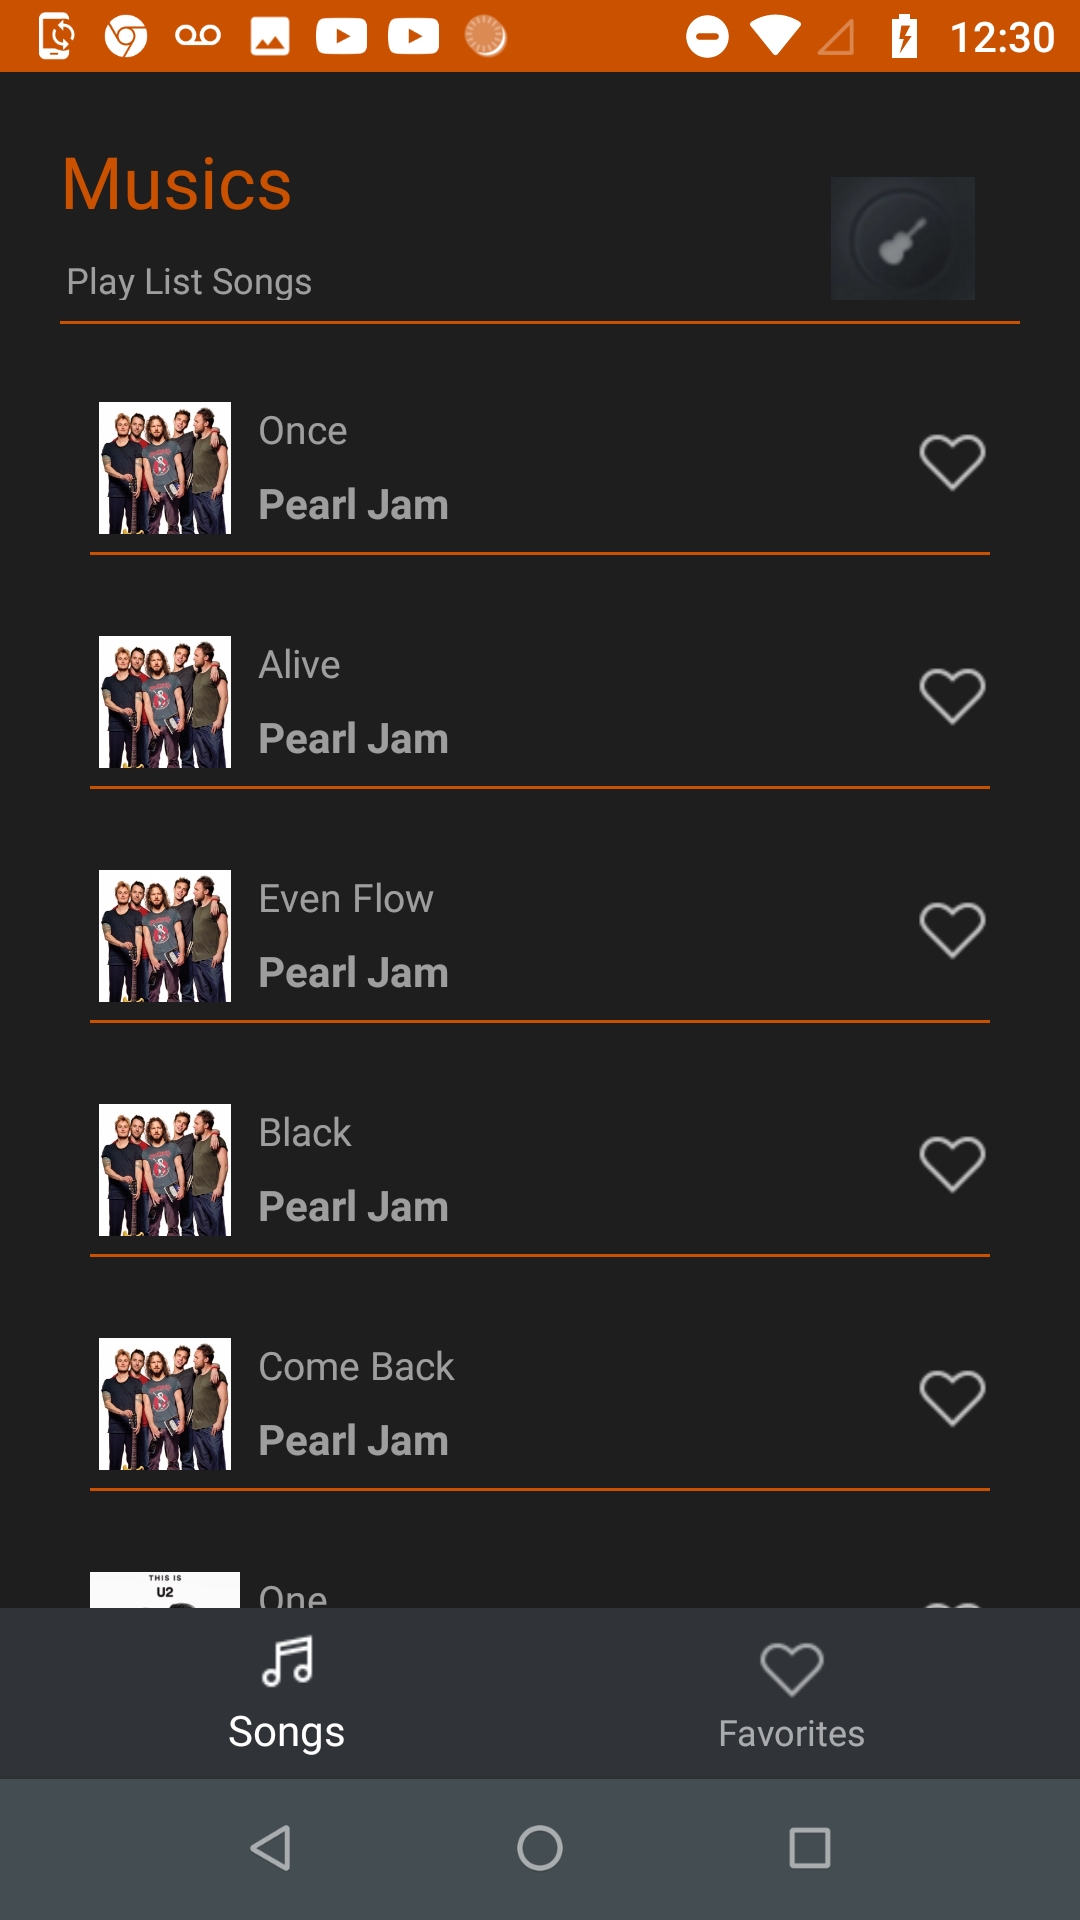 12:30
Musics
Play List Songs
Once
Pearl Jam
Alive
Pearl Jam
Even Flow
Pearl Jam
Black
Pearl Jam
Come Back
Pearl Jam
THIS IS
U2
One
Songs
Favorites